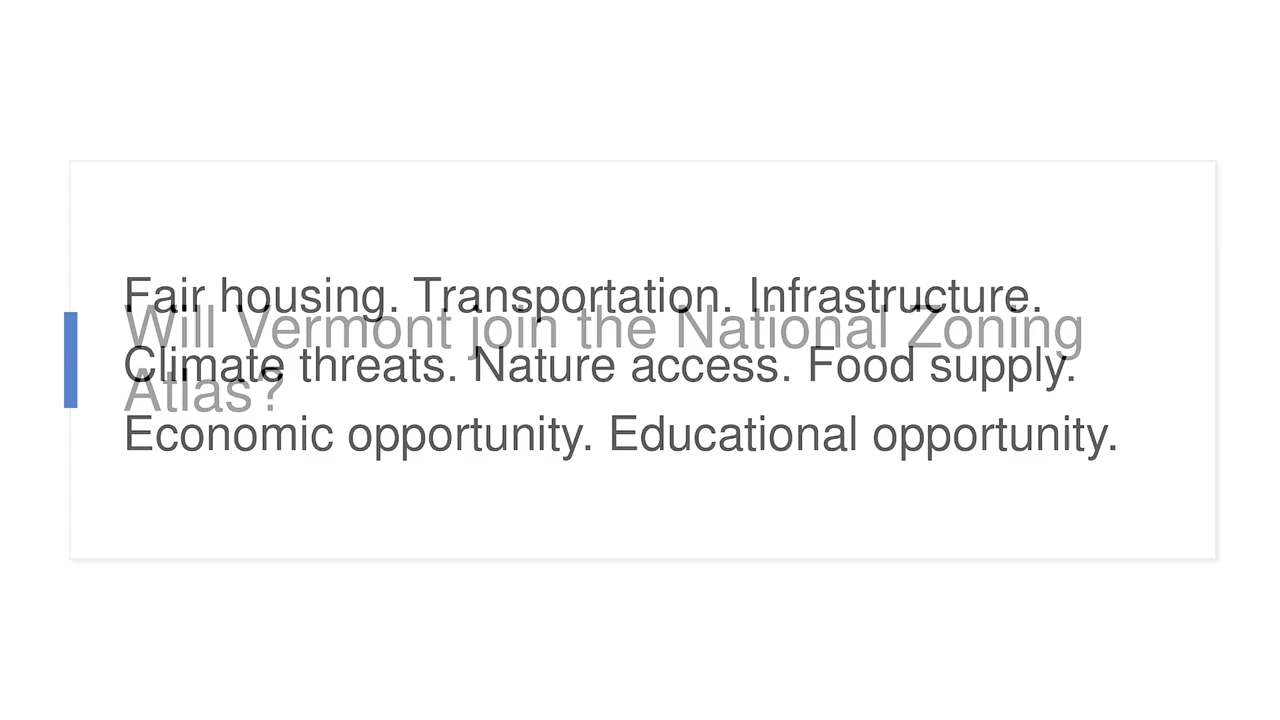 Fair housing. Transportation. Infrastructure.
Will Vermont join the National Zoning
Climate threats. Nature access. Food supply.
Atlas?
Economic opportunity. Educational opportunity.